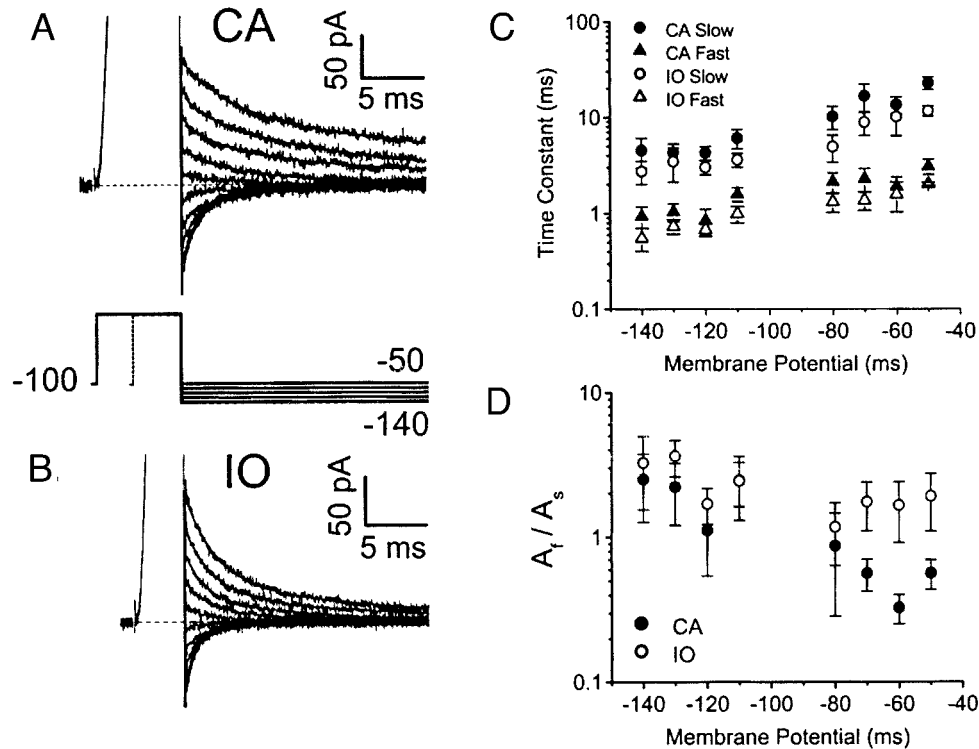 A
CA
50 pA
5 ms
-100
-50
-140
B
IO
50 pA
5 ms
C
CA Slow
CA Fast
IO Slow
IO Fast
Time Constant (ms)
100
10
1
0.1
-140 -120 -100 -80 -60 -40
Membrane Potential (ms)
D
Af / As
10
1
0.1
CA
IO
-140 -120 -100 -80 -60 -40
Membrane Potential (ms)